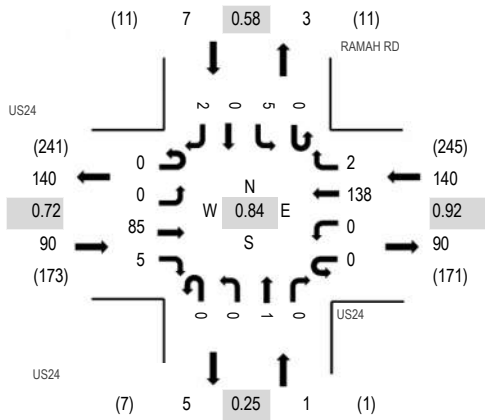 (11) 7 0.58 3 (11)
RAMAH RD
US24
2 0 5 0
(241) 0 2 (245)
140 0 N 138 140
0.72 W 0.84 E 0.92
90 85 S 0 90
(173) 5 0 (171)
0 0 1 0
US24
US24
(7) 5 0.25 1 (1)